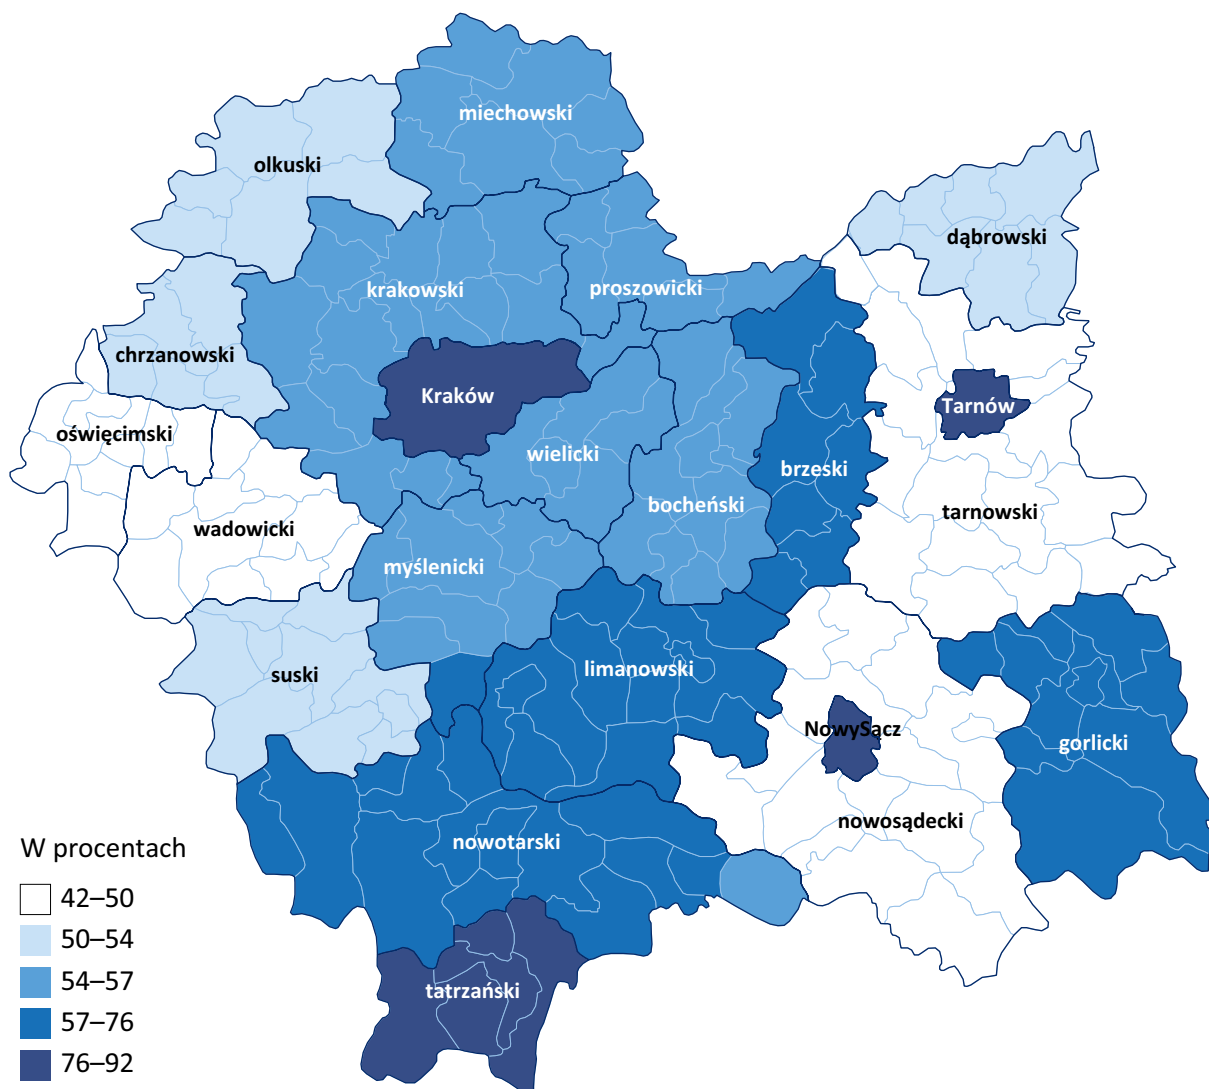 miechowski
olkuski
dąbrowski
krakowski
proszowicki
chrzanowski
Kraków
Tarnów
oświęcimski
wielicki
brzeski
bocheński
tarnowski
wadowicki
myślenicki
suski
limanowski
NowySącz
gorlicki
nowosądecki
nowotarski
tatrzański
W procentach
42–50
50–54
54–57
57–76
76–92